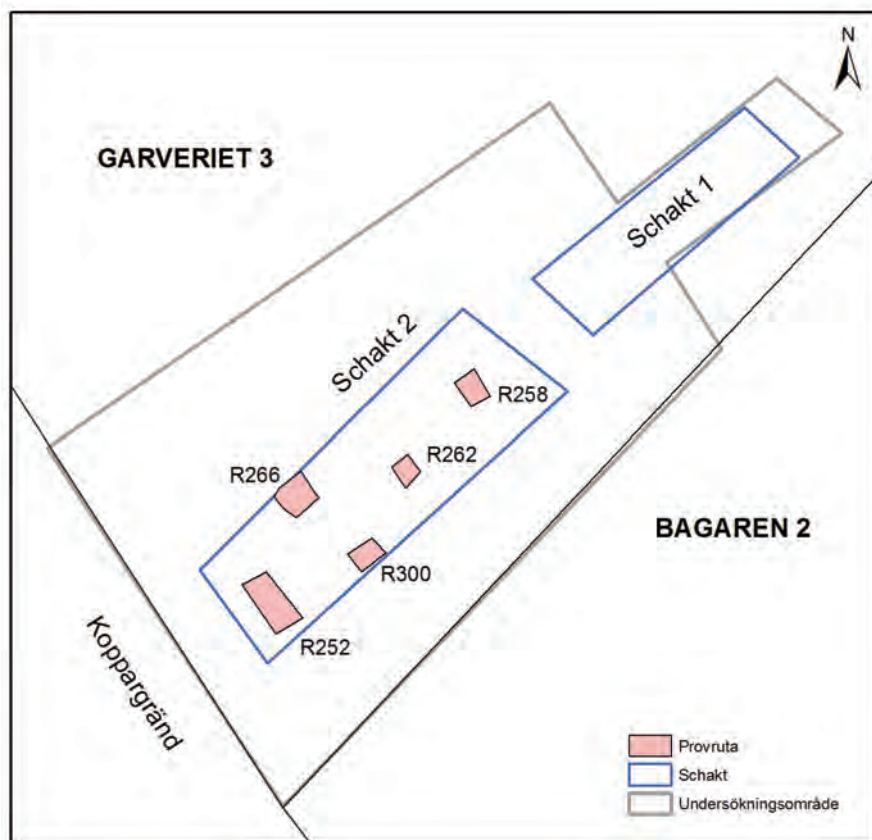 N
GARVERIET 3
Schakt 1
Schakt 2
R258
R262
R266
BAGAREN 2
R300
R252
Koppargränd
Provruta
Schakt
Undersökningsområde